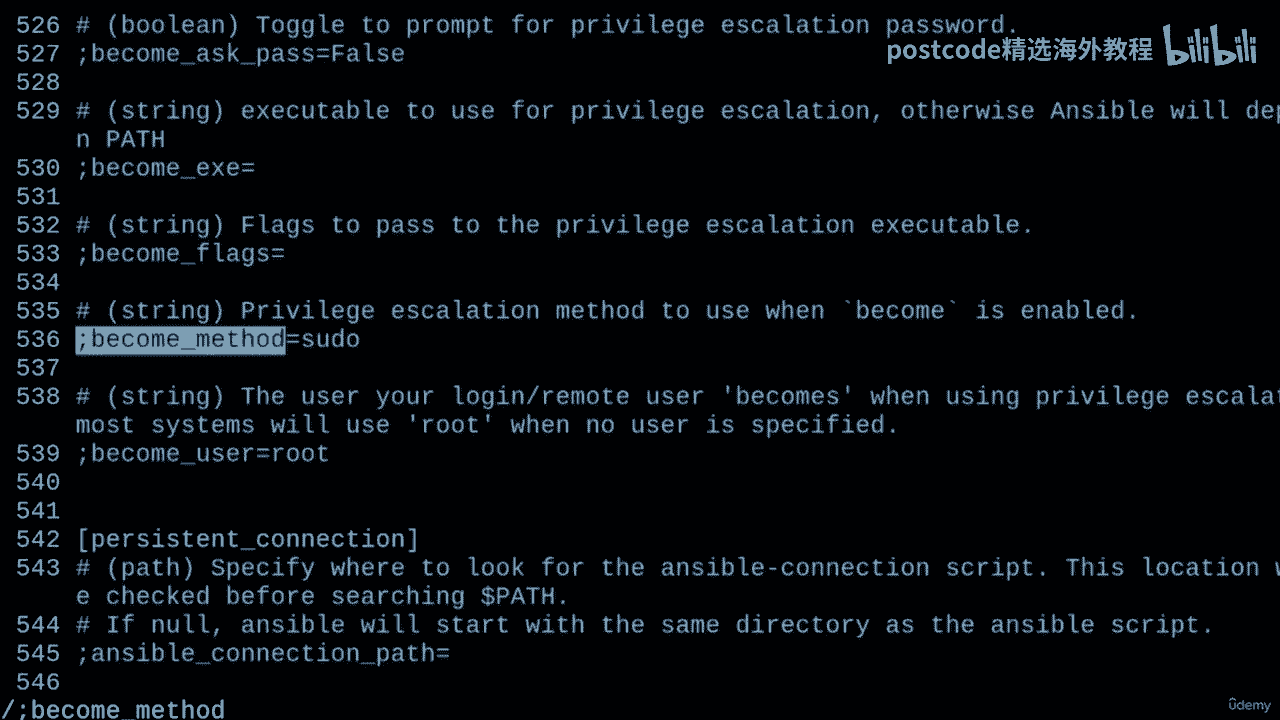 526 # (boolean) Toggle to prompt for privilege escalation password.
527 ;become_ask_pass=False
postcode精选海外教程 bilibili
528
529 # (string) executable to use for privilege escalation, otherwise Ansible will dep
n PATH
530 ;become_exe=
531
532 # (string) Flags to pass to the privilege escalation executable.
533 ;become_flags=
534
535 # (string) Privilege escalation method to use when `become` is enabled.
536 ;become_method=sudo
537
538 # (string) The user your login/remote user 'becomes' when using privilege escalat
most systems will use 'root' when no user is specified.
539 ;become_user=root
540
541
542 [persistent_connection]
543 # (path) Specify where to look for the ansible-connection script. This location w
e checked before searching $PATH.
544 # If null, ansible will start with the same directory as the ansible script.
545 ;ansible_connection_path=
546
/;become_method
ûdemy